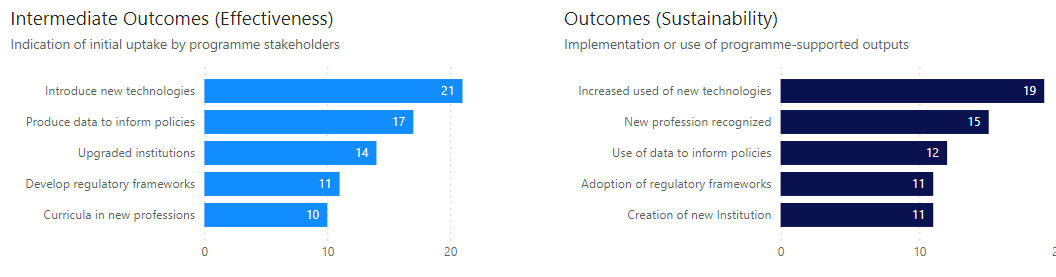 Intermediate Outcomes (Effectiveness)
Indication of initial uptake by programme stakeholders
Introduce new technologies 21
Produce data to inform policies 17
Upgraded institutions 14
Develop regulatory frameworks 11
Curricula in new professions 10
0 10 20
Outcomes (Sustainability)
Implementation or use of programme-supported outputs
Increased used of new technologies 19
New profession recognized 15
Use of data to inform policies 12
Adoption of regulatory frameworks 11
Creation of new Institution 11
0 10